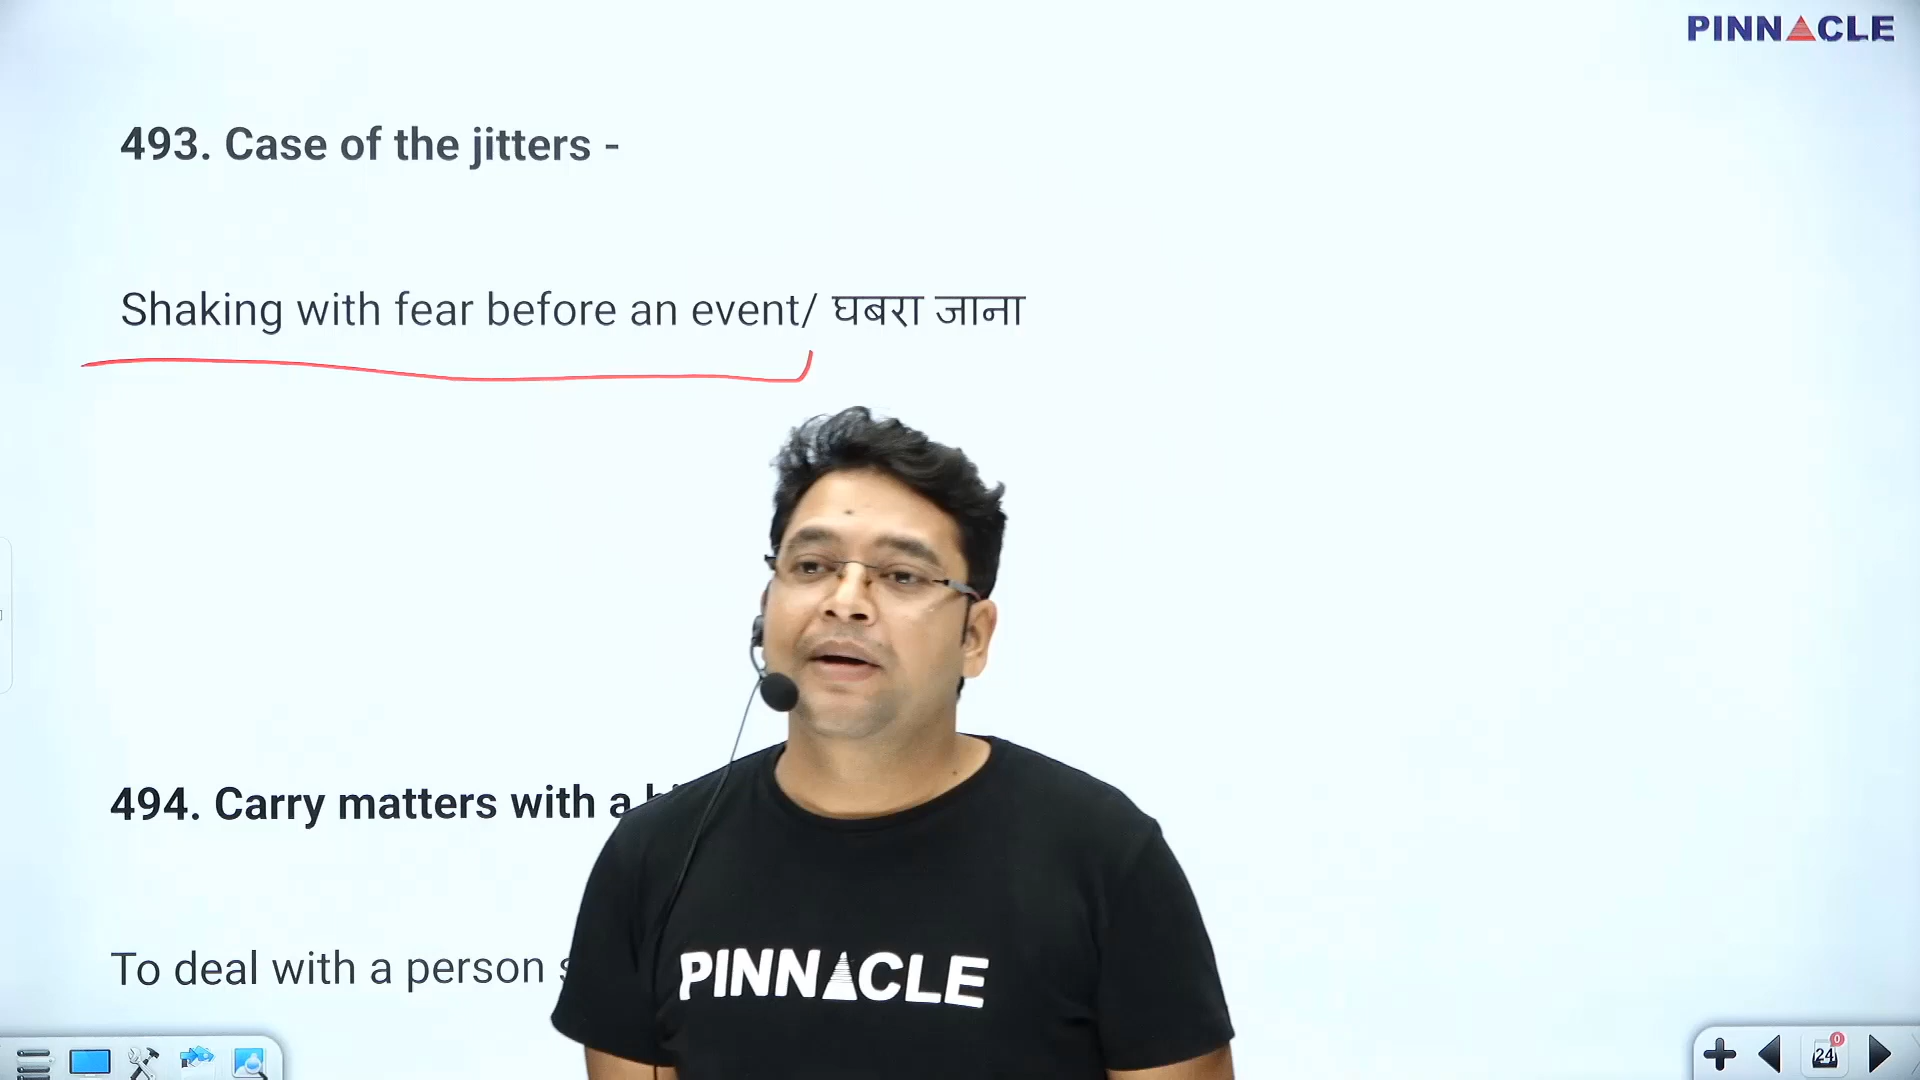 PINNACLE
493. Case of the jitters -
Shaking with fear before an event/ घबरा जाना
494. Carry matters with a
To deal with a person
PINNACLE
24
0